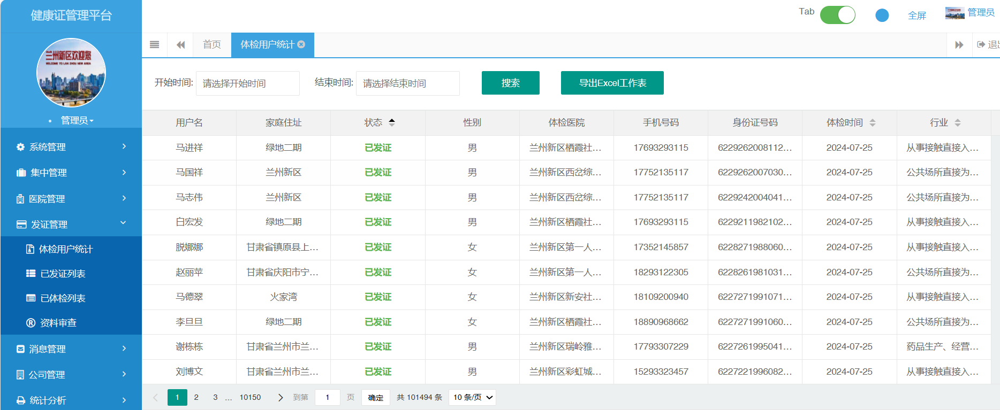 健康证管理平台
Tab 全屏 管理员
首页 体检用户统计 退出
兰州新区欢迎您
WELCOME TO LAN ZHOU NEW AREA
管理员
开始时间: 请选择开始时间 结束时间: 请选择结束时间 搜索 导出Excel工作表
系统管理
集中管理
医院管理
发证管理
体检用户统计
已发证列表
已体检列表
资料审查
消息管理
公司管理
统计分析
用户名 家庭住址 状态 性别 体检医院 手机号码 身份证号码 体检时间 行业
马进祥 绿地二期 已发证 男 兰州新区栖霞社... 17693293115 6229262008112... 2024-07-25 从事接触直接入...
马国祥 兰州新区 已发证 男 兰州新区西岔综... 17752135117 6229262007030... 2024-07-25 公共场所直接为...
马志伟 兰州新区 已发证 男 兰州新区西岔综... 17752135117 6229242004041... 2024-07-25 公共场所直接为...
白宏发 绿地二期 已发证 男 兰州新区栖霞社... 17693293115 6229211982102... 2024-07-25 从事接触直接入...
脱娜娜 甘肃省镇原县上... 已发证 女 兰州新区第一人... 17352145857 6228271988060... 2024-07-25 从事接触直接入...
赵丽苹 甘肃省庆阳市宁... 已发证 女 兰州新区第一人... 18293122305 6228261981031... 2024-07-25 公共场所直接为...
马德翠 火家湾 已发证 女 兰州新区新安社... 18109200940 6227271991071... 2024-07-25 从事接触直接入...
李旦旦 绿地二期 已发证 女 兰州新区栖霞社... 18890968662 6227271991060... 2024-07-25 公共场所直接为...
谢栋栋 甘肃省兰州市兰... 已发证 男 兰州新区瑞岭雅... 17793307229 6227261995041... 2024-07-25 药品生产、经营...
刘博文 甘肃省兰州市兰... 已发证 男 兰州新区彩虹城... 15293323457 6227221996082... 2024-07-25 从事接触直接入...
1 2 3 ... 10150 到第 1 页 确定 共 101494 条 10 条/页